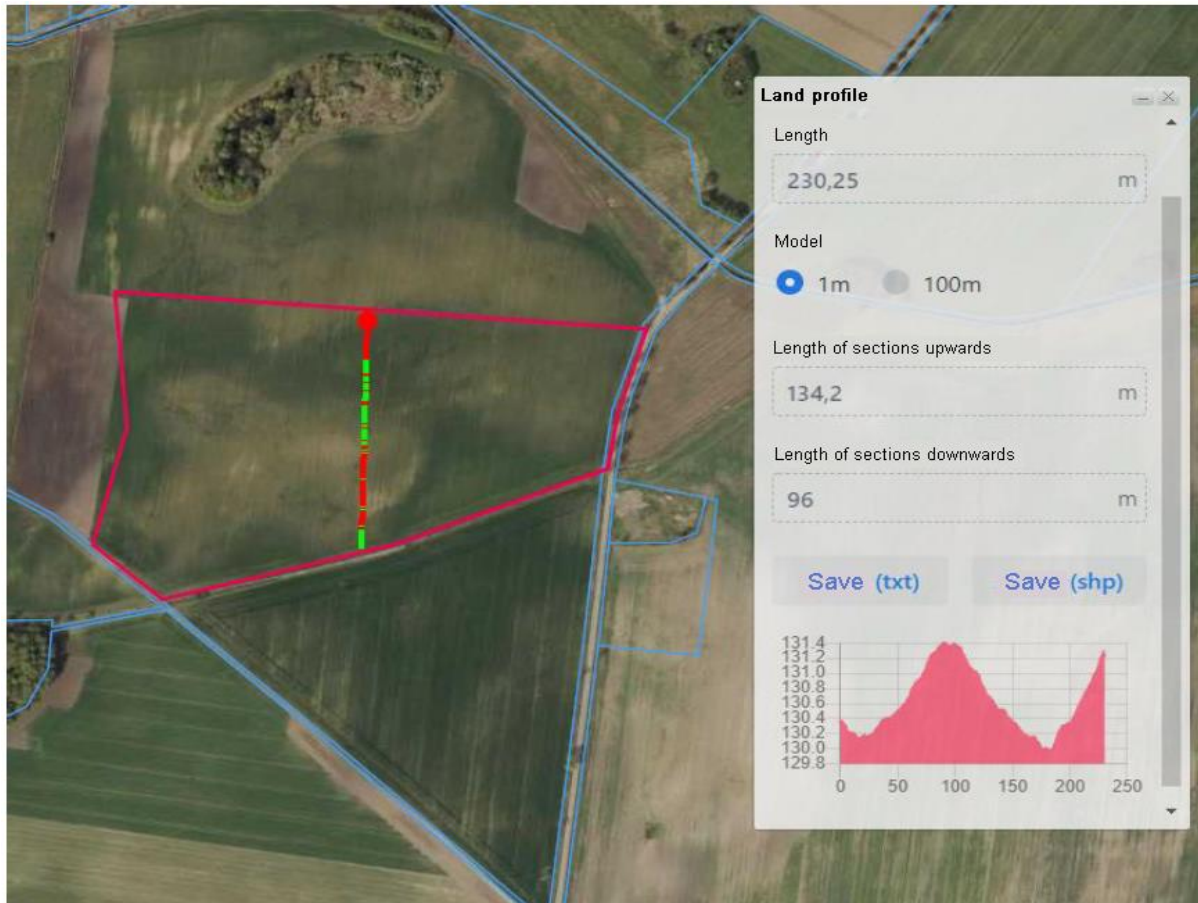 Land profile
Length
230,25 m
Model
1m 100m
Length of sections upwards
134,2 m
Length of sections downwards
96 m
Save (txt) Save (shp)
131.4
131.2
131.0
130.8
130.6
130.4
130.2
130.0
129.8
0 50 100 150 200 250